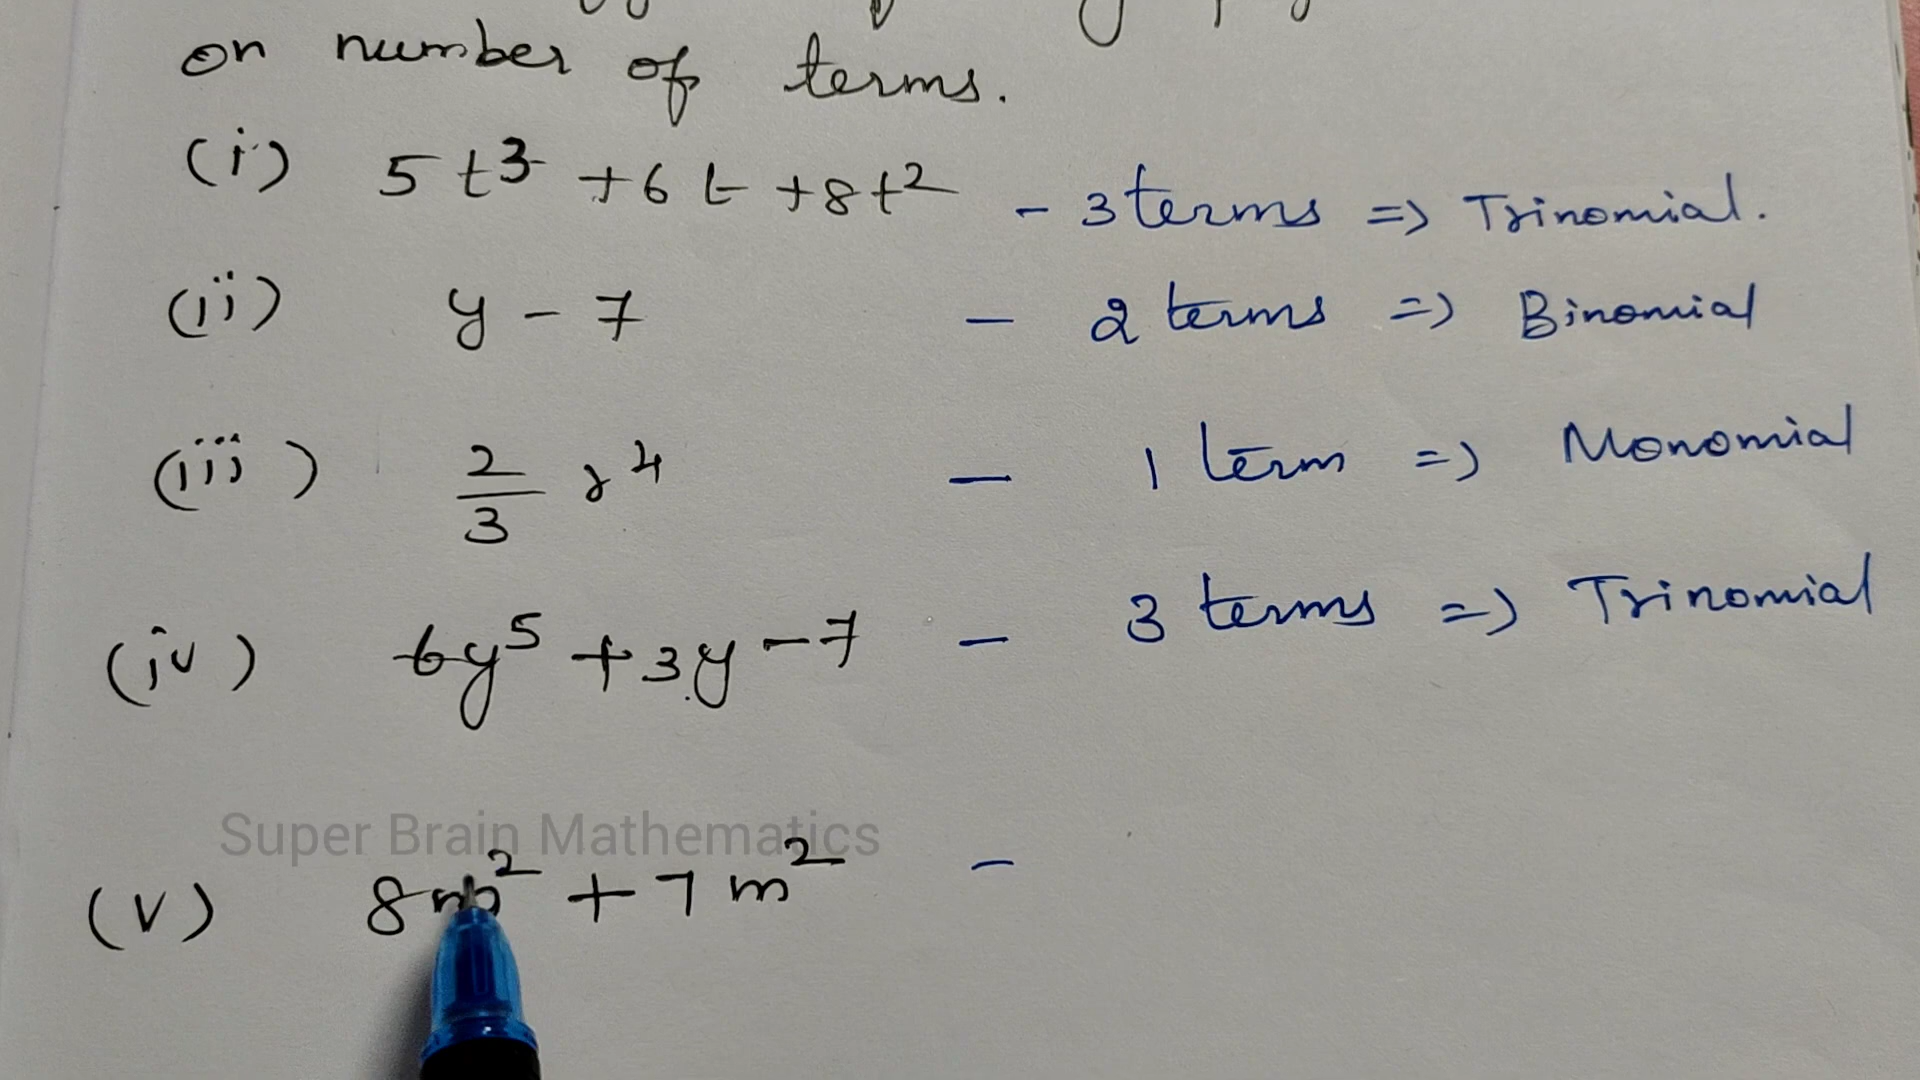 on number of terms.
(i) 5t³ + 6t + 8t² - 3 terms => Trinomial.
(ii) y - 7 - 2 terms => Binomial
(iii) 2/3 r⁴ - 1 term => Monomial
(iv) 6y⁵ + 3y - 7 - 3 terms => Trinomial
Super Brain Mathematics
(v) 8m² + 7m² -